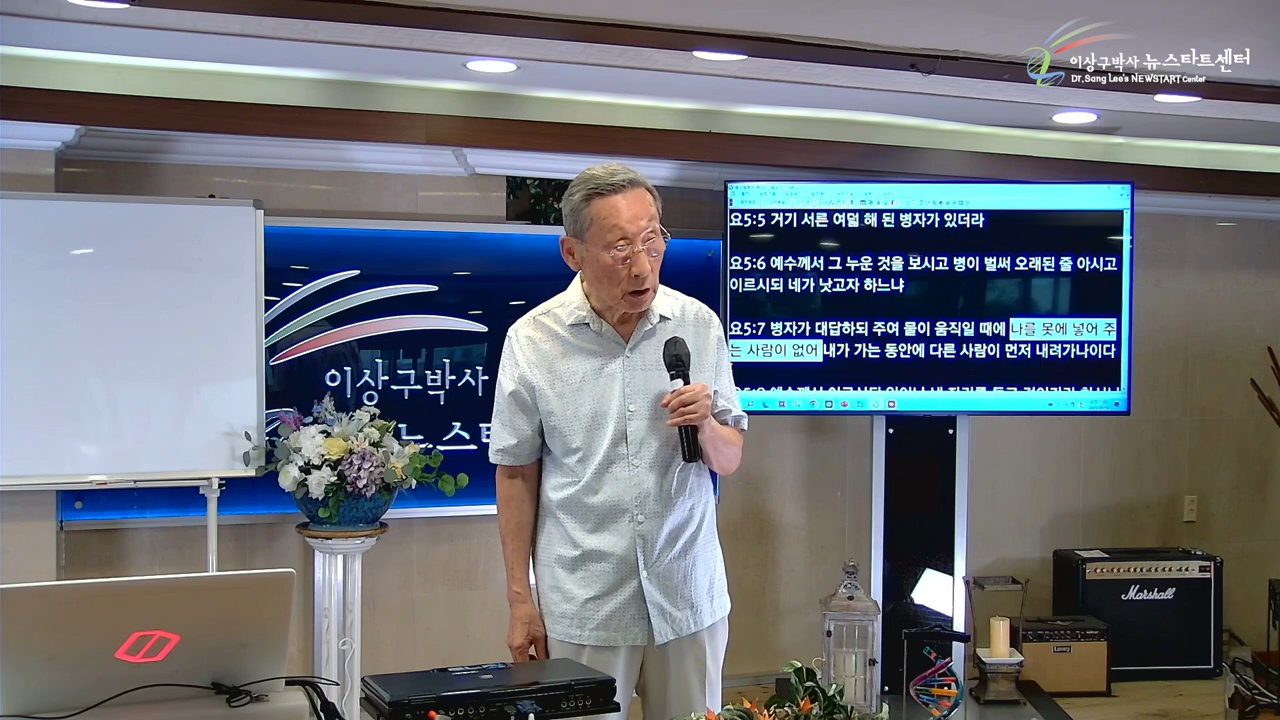 이상구박사 뉴스타트센터
Dr. Sang Lee's NEWSTART Center
요5:5 거기 서른 여덟 해 된 병자가 있더라
요5:6 예수께서 그 누운 것을 보시고 병이 벌써 오래된 줄 아시고
이르시되 네가 낫고자 하느냐
요5:7 병자가 대답하되 주여 물이 움직일 때에 나를 못에 넣어 주
는 사람이 없어 내가 가는 동안에 다른 사람이 먼저 내려가나이다
이상구박사
뉴스타
Marshall
Laney